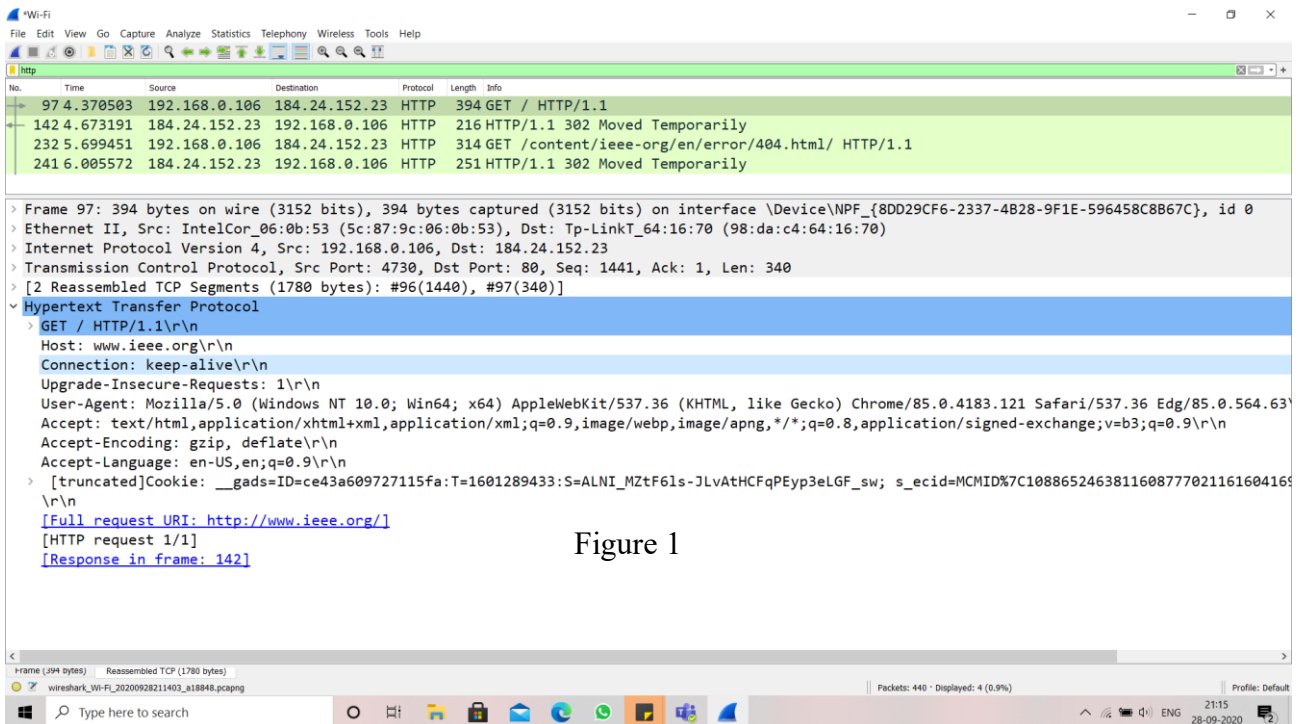 *Wi-Fi
File Edit View Go Capture Analyze Statistics Telephony Wireless Tools Help
http
No. Time Source Destination Protocol Length Info
97 4.370503 192.168.0.106 184.24.152.23 HTTP 394 GET / HTTP/1.1
142 4.673191 184.24.152.23 192.168.0.106 HTTP 216 HTTP/1.1 302 Moved Temporarily
232 5.699451 192.168.0.106 184.24.152.23 HTTP 314 GET /content/ieee-org/en/error/404.html/ HTTP/1.1
241 6.005572 184.24.152.23 192.168.0.106 HTTP 251 HTTP/1.1 302 Moved Temporarily
Frame 97: 394 bytes on wire (3152 bits), 394 bytes captured (3152 bits) on interface \Device\NPF_{8DD29CF6-2337-4B28-9F1E-596458C8B67C}, id 0
Ethernet II, Src: IntelCor_06:0b:53 (5c:87:9c:06:0b:53), Dst: Tp-LinkT_64:16:70 (98:da:c4:64:16:70)
Internet Protocol Version 4, Src: 192.168.0.106, Dst: 184.24.152.23
Transmission Control Protocol, Src Port: 4730, Dst Port: 80, Seq: 1441, Ack: 1, Len: 340
[2 Reassembled TCP Segments (1780 bytes): #96(1440), #97(340)]
Hypertext Transfer Protocol
GET / HTTP/1.1\r\n
Host: www.ieee.org\r\n
Connection: keep-alive\r\n
Upgrade-Insecure-Requests: 1\r\n
User-Agent: Mozilla/5.0 (Windows NT 10.0; Win64; x64) AppleWebKit/537.36 (KHTML, like Gecko) Chrome/85.0.4183.121 Safari/537.36 Edg/85.0.564.63\
Accept: text/html,application/xhtml+xml,application/xml;q=0.9,image/webp,image/apng,*/*;q=0.8,application/signed-exchange;v=b3;q=0.9\r\n
Accept-Encoding: gzip, deflate\r\n
Accept-Language: en-US,en;q=0.9\r\n
[truncated]Cookie: __gads=ID=ce43a609727115fa:T=1601289433:S=ALNI_MZtF6ls-JLvAtHCFqPEyp3eLGF_sw; s_ecid=MCMID%7C1088652463811608777021161604169
\r\n
[Full request URI: http://www.ieee.org/]
[HTTP request 1/1]
[Response in frame: 142]
Figure 1
Frame (394 bytes) Reassembled TCP (1780 bytes)
wireshark_Wi-Fi_20200928211403_a18848.pcapng Packets: 440 · Displayed: 4 (0.9%) Profile: Default
Type here to search ENG 21:15
28-09-2020 2